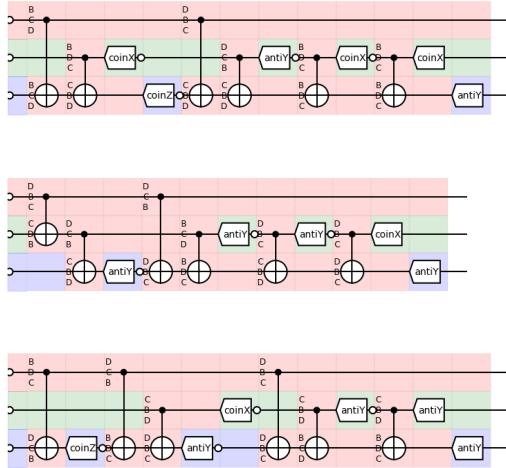 B D
C B
D C
B D B B
D coinX C antiY D coinX D coinX
C B C C
B C C C C C
C B coinZ B B B B antiY
D D D D D D
D D
B C
C B
C D B D D
D C C antiY B antiY B coinX
B B D C C
C B C C C
B D antiY D B B B antiY
D C B D D D
B D D
D C B
C B C
C C B
B coinX B antiY D antiY
D D C
D B D D C C
C coinZ D B antiY C B B antiY
B C C B D D